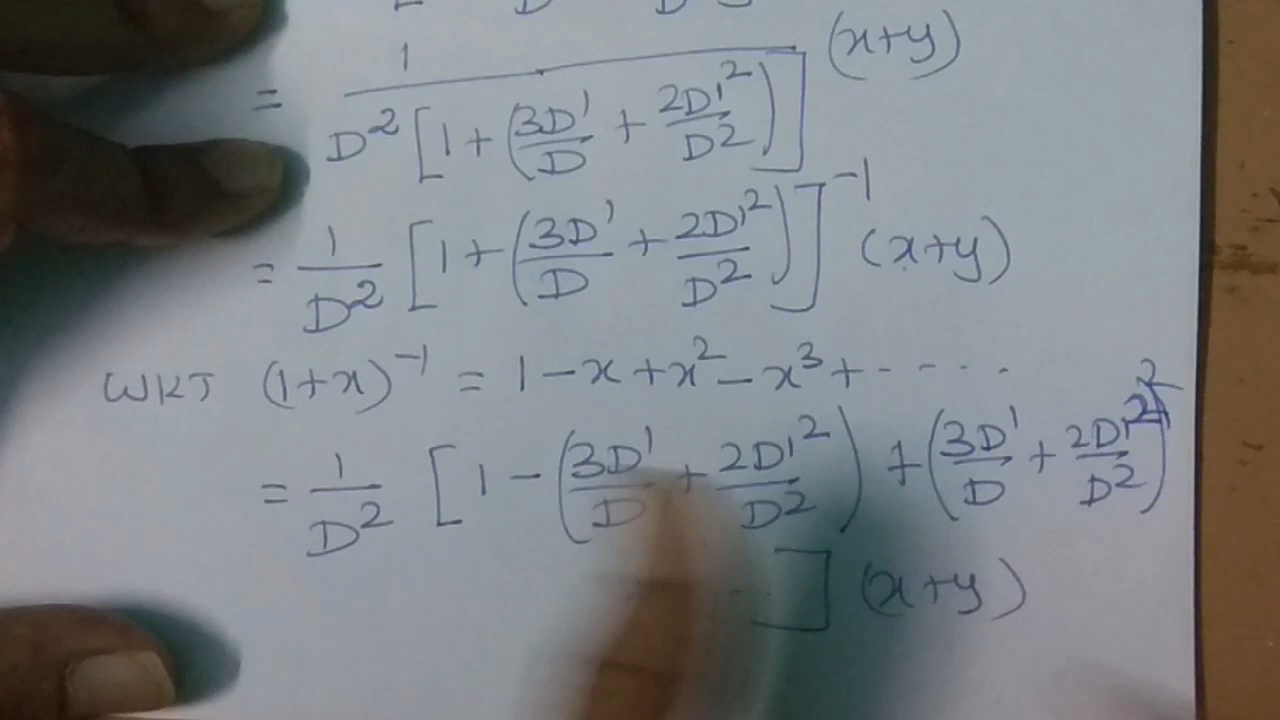 = 1 / D² [1 + (3D'/D + 2D'²/D²)] (x+y)
= 1/D² [1 + (3D'/D + 2D'²/D²)]⁻¹ (x+y)
WKT (1+x)⁻¹ = 1 - x + x² - x³ + - - - - .
= 1/D² [1 - (3D'/D + 2D'²/D²) + (3D'/D + 2D'²/D²)²
] (x+y)